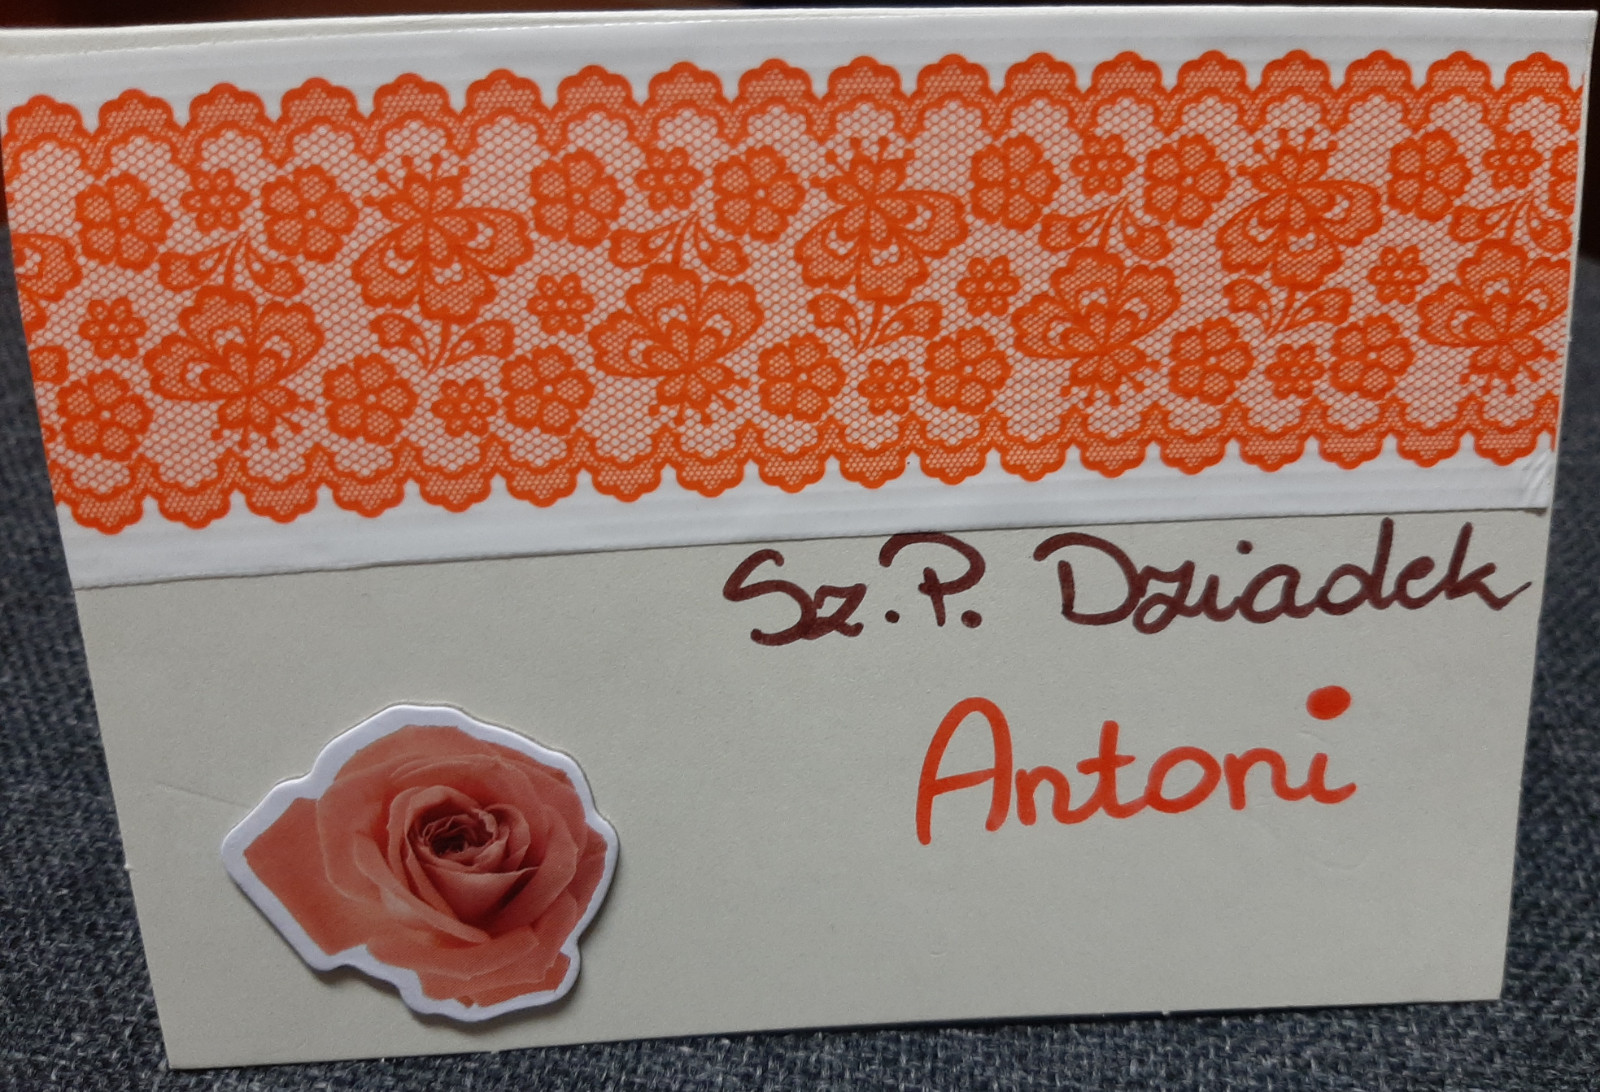 Sz. P. Dziadek
Antoni